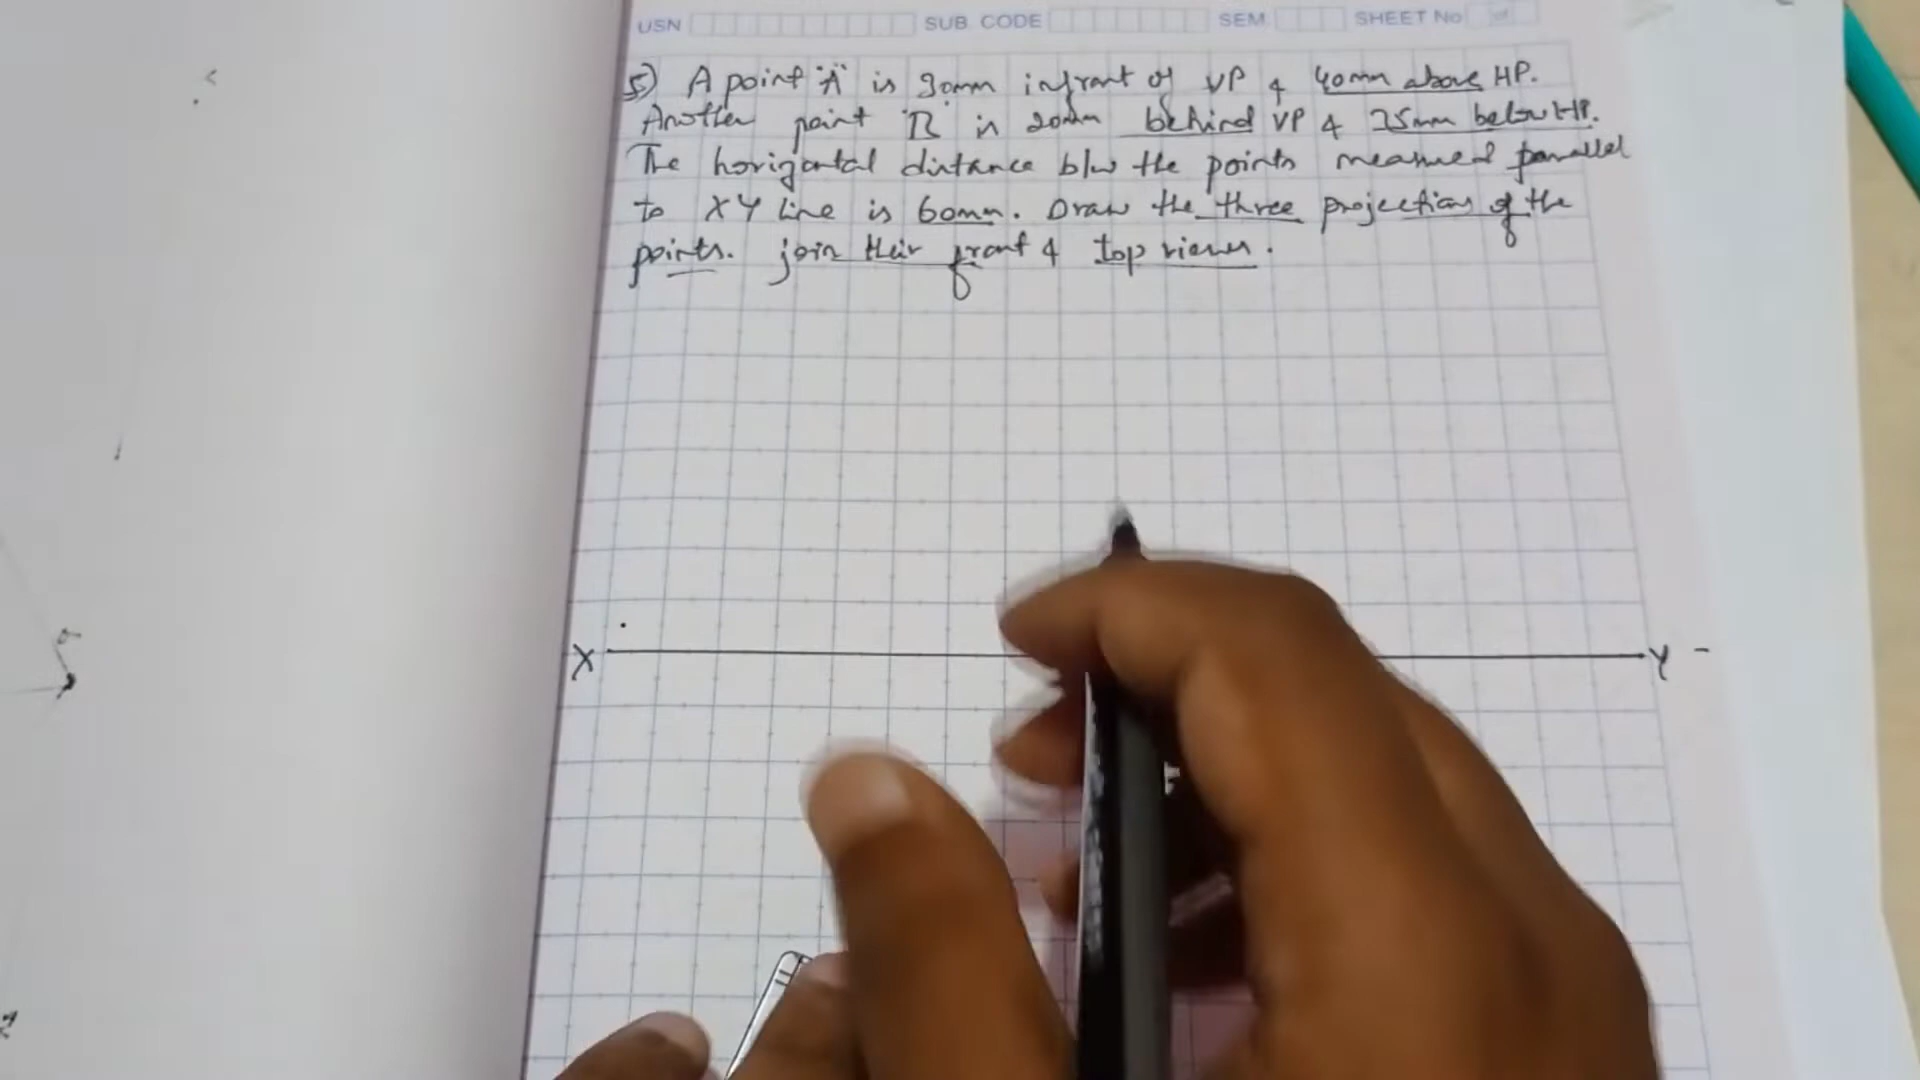 USN SUB. CODE SEM SHEET No
5) A point "A" is 30mm infront of VP & 40mm above HP.
Another point 'B' is 20mm behind VP & 25mm below HP.
The horizontal distance b/w the points measured parallel
to XY line is 60mm. Draw the three projections of the
points. join their front & top views.
X Y